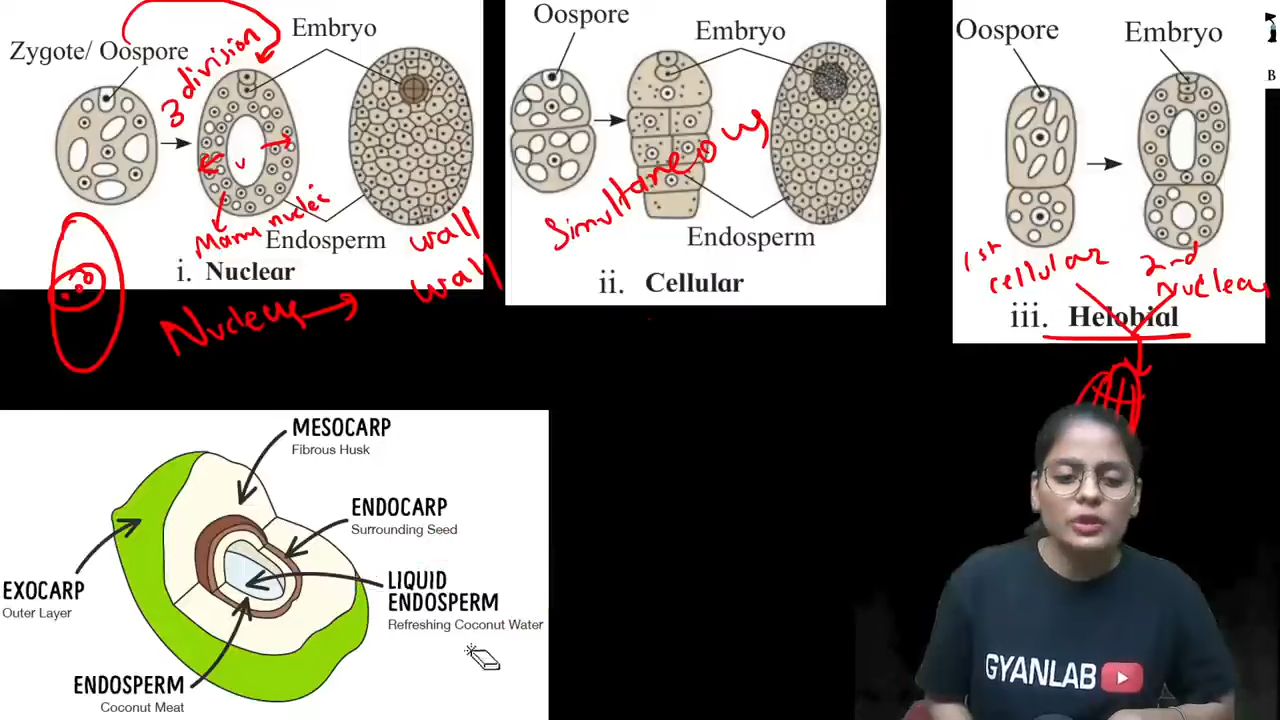 Zygote/ Oospore
Embryo
3 division
v
Many nuclei
Endosperm
wall
i. Nuclear
wall
Nucleus →
Oospore
Embryo
Simultaneous
Endosperm
ii. Cellular
Oospore
Embryo
B
1st
cellular
2nd
Nuclear
iii. Helobial
MESOCARP
Fibrous Husk
ENDOCARP
Surrounding Seed
EXOCARP
Outer Layer
LIQUID
ENDOSPERM
Refreshing Coconut Water
ENDOSPERM
Coconut Meat
GYANLAB